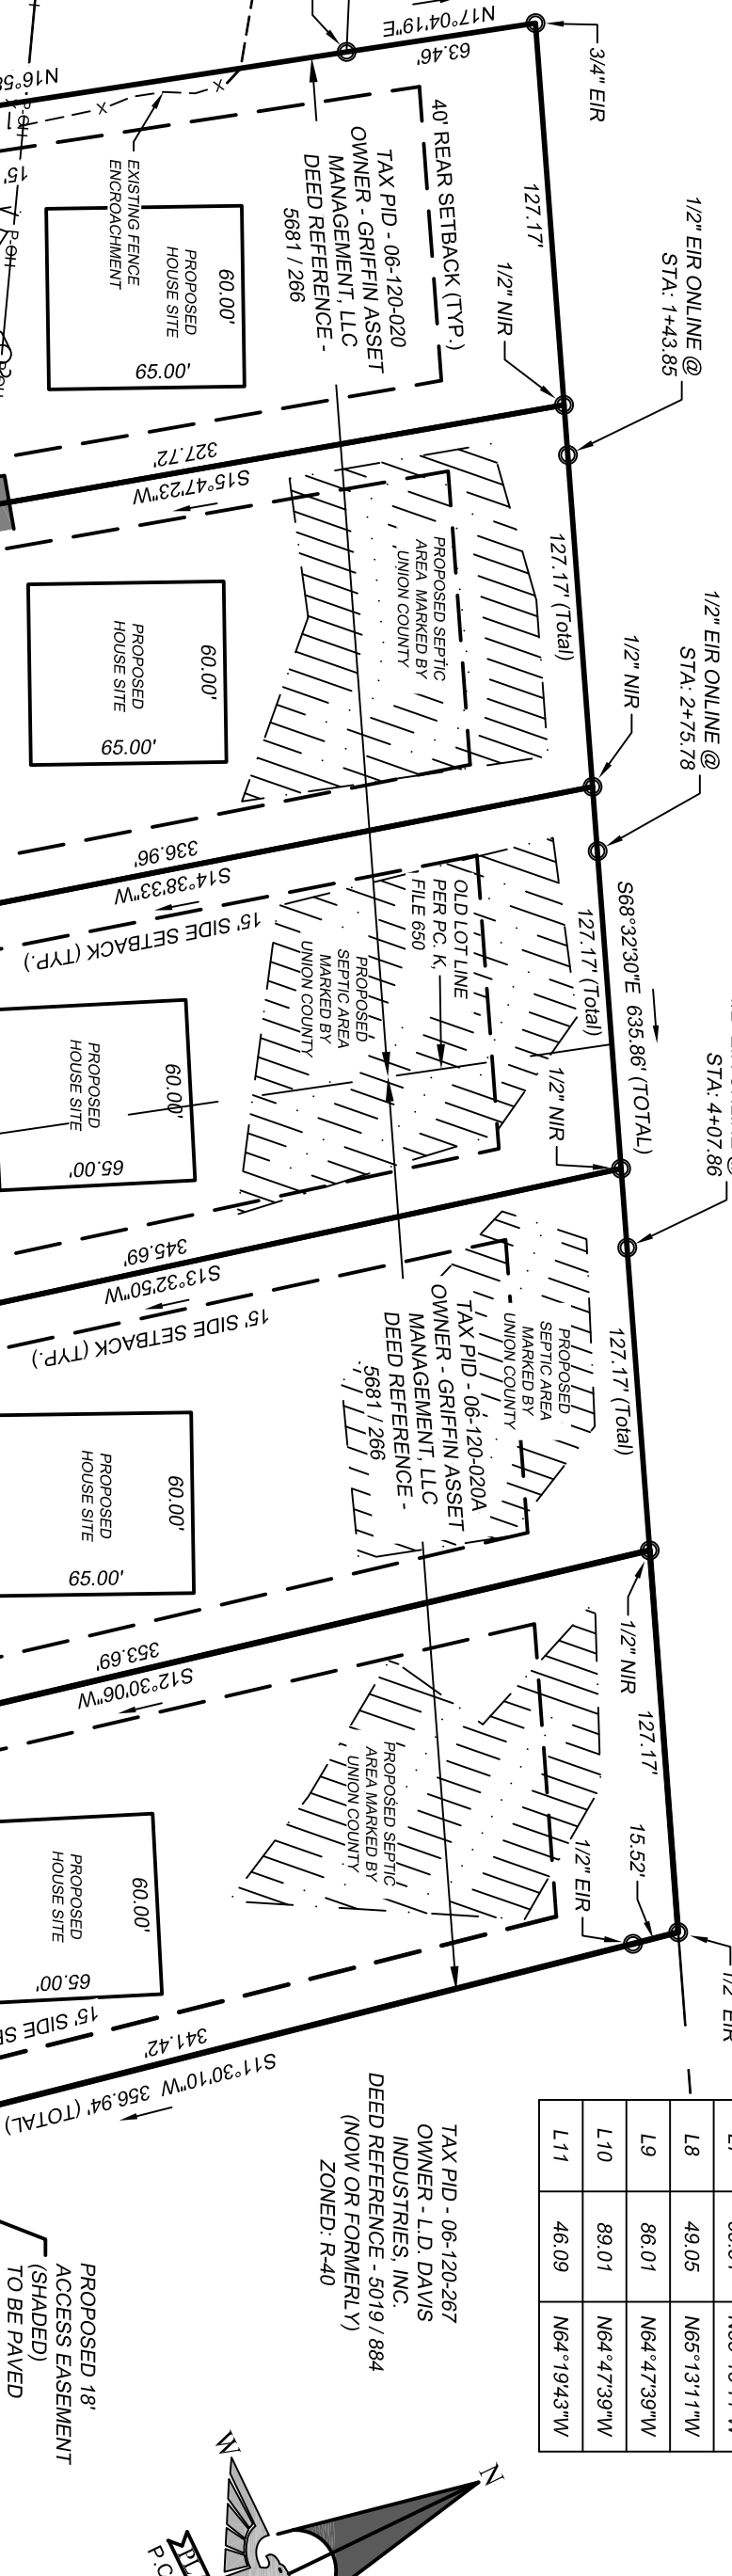 N17°04'19"E
63.46'
3/4" EIR
N16°58
15'
P-OH
P-OH
X
X
EXISTING FENCE
ENCROACHMENT
40' REAR SETBACK (TYP.)
TAX PID - 06-120-020
OWNER - GRIFFIN ASSET
MANAGEMENT, LLC
DEED REFERENCE -
5681 / 266
60.00'
PROPOSED
HOUSE SITE
65.00'
127.17'
1/2" NIR
1/2" EIR ONLINE @
STA: 1+43.85
327.72'
S15°47'23"W
PROPOSED SEPTIC
AREA MARKED BY
UNION COUNTY
127.17' (Total)
60.00'
PROPOSED
HOUSE SITE
65.00'
1/2" NIR
1/2" EIR ONLINE @
STA: 2+75.78
336.96'
S14°38'33"W
15' SIDE SETBACK (TYP.)
OLD LOT LINE
PER PC. K,
FILE 650
PROPOSED
SEPTIC AREA
MARKED BY
UNION COUNTY
127.17' (Total)
S68°32'30"E 635.86' (TOTAL)
60.00'
PROPOSED
HOUSE SITE
65.00'
1/2" NIR
STA: 4+07.86
345.69'
S13°32'50"W
15' SIDE SETBACK (TYP.)
PROPOSED
SEPTIC AREA
MARKED BY
UNION COUNTY
TAX PID - 06-120-020A
OWNER - GRIFFIN ASSET
MANAGEMENT, LLC
DEED REFERENCE -
5681 / 266
127.17' (Total)
60.00'
PROPOSED
HOUSE SITE
65.00'
1/2" NIR
353.69'
S12°30'06"W
PROPOSED SEPTIC
AREA MARKED BY
UNION COUNTY
127.17'
15.52'
1/2" EIR
1/2" EIR
60.00'
PROPOSED
HOUSE SITE
65.00'
15' SIDE SE
341.42'
S11°30'10"W 356.94' (TOTAL)
TAX PID - 06-120-267
OWNER - L.D. DAVIS
INDUSTRIES, INC.
DEED REFERENCE - 5019 / 884
(NOW OR FORMERLY)
ZONED: R-40
L8 49.05 N65°13'11"W
L9 86.01 N64°47'39"W
L10 89.01 N64°47'39"W
L11 46.09 N64°19'43"W
PROPOSED 18'
ACCESS EASEMENT
(SHADED)
TO BE PAVED
N
W
P.C